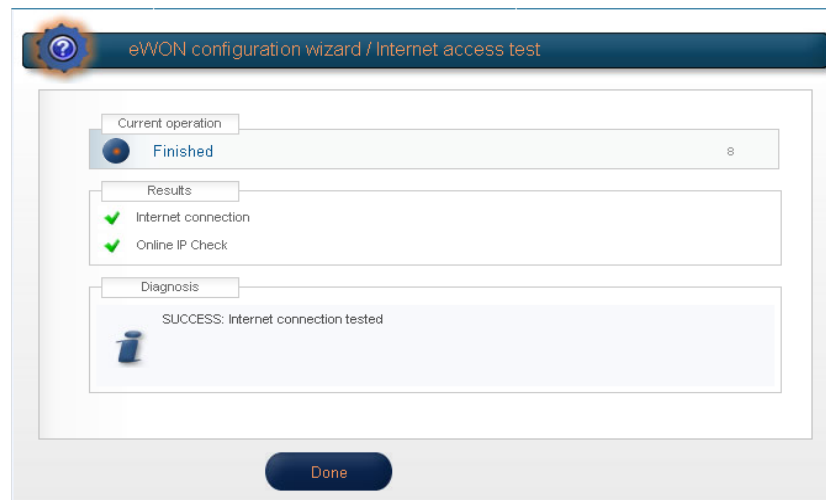 eWON configuration wizard / Internet access test
Current operation
Finished 8
Results
Internet connection
Online IP Check
Diagnosis
SUCCESS: Internet connection tested
Done